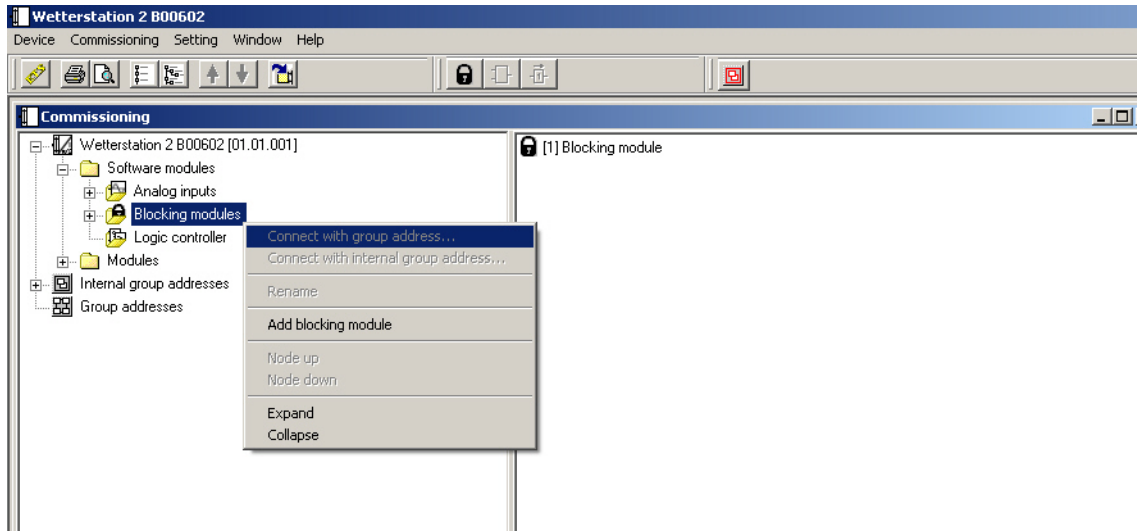 Wetterstation 2 B00602
Device Commissioning Setting Window Help
Commissioning
Wetterstation 2 B00602 [01.01.001]
Software modules
Analog inputs
Blocking modules
Logic controller
Modules
Internal group addresses
Group addresses
[1] Blocking module
Connect with group address...
Connect with internal group address...
Rename
Add blocking module
Node up
Node down
Expand
Collapse